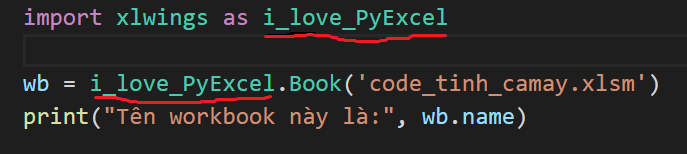 import xlwings as i_love_PyExcel
wb = i_love_PyExcel.Book('code_tinh_camay.xlsm')
print("Tên workbook này là:", wb.name)